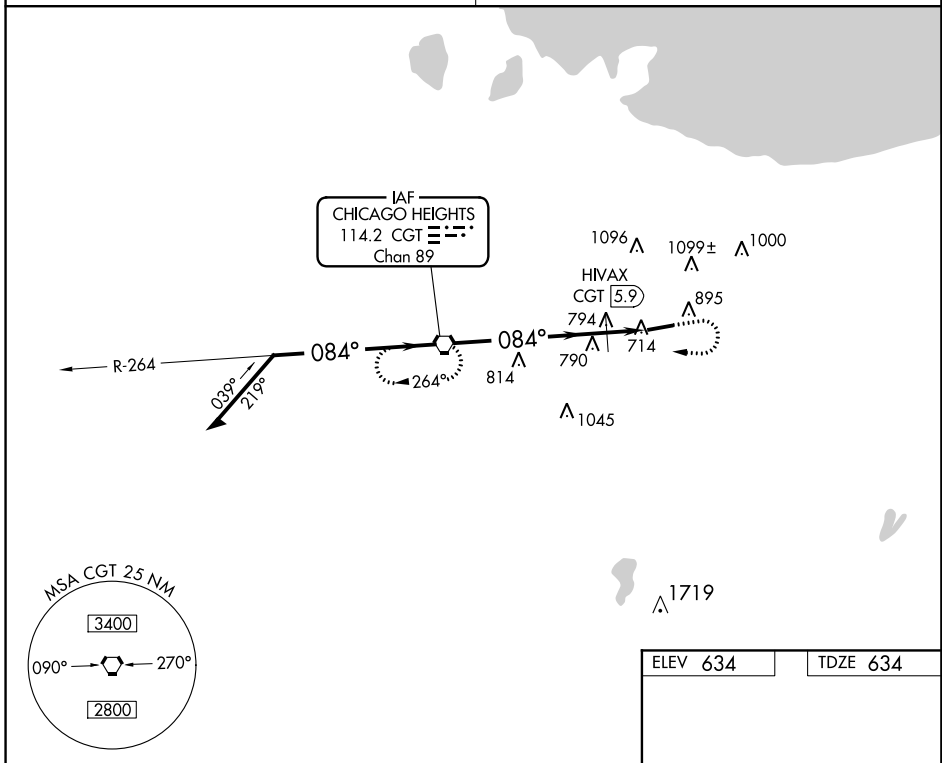 IAF
CHICAGO HEIGHTS
114.2 CGT
Chan 89
1096
1099±
1000
HIVAX
CGT 5.9
794
895
084°
084°
R-264
790
714
264°
814
039°
219°
1045
MSA CGT 25 NM
3400
090°
270°
2800
1719
ELEV 634
TDZE 634